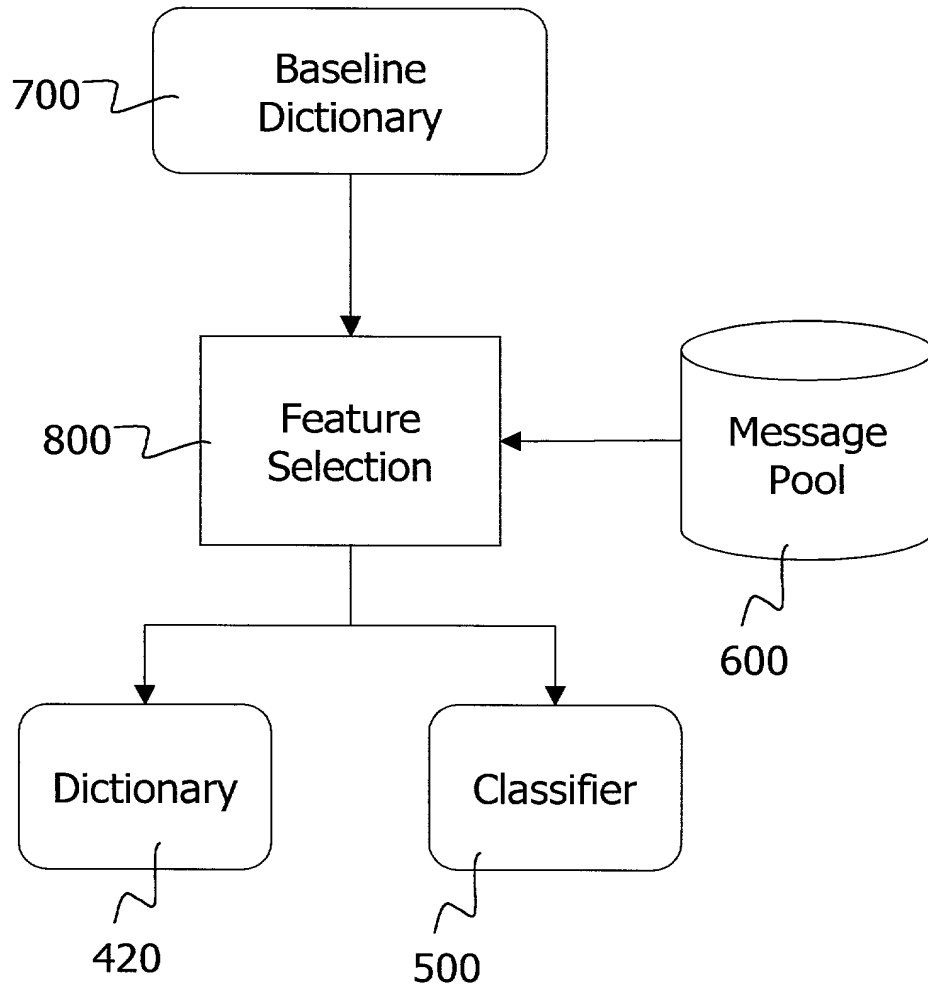 Baseline
Dictionary
700
Feature
Selection
800
Message
Pool
600
Dictionary
420
Classifier
500